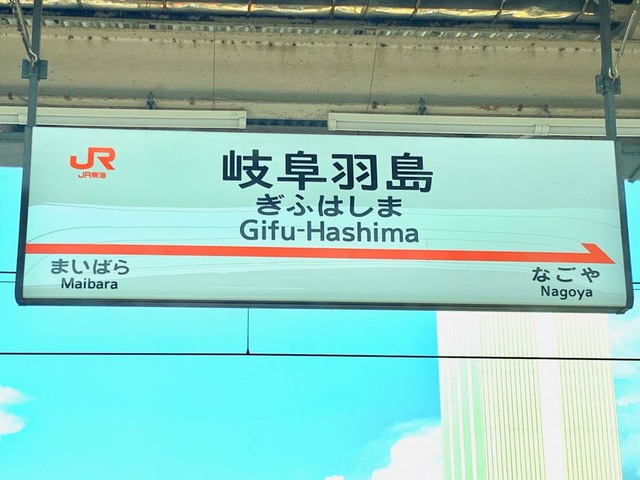 JR
JR東海
岐阜羽島
ぎふはしま
Gifu-Hashima
まいばら
Maibara
なごや
Nagoya